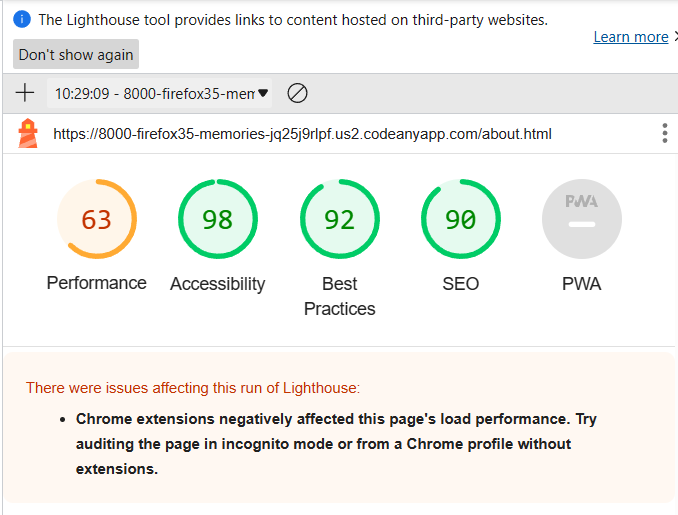 The Lighthouse tool provides links to content hosted on third-party websites.
Learn more
Don't show again
10:29:09 - 8000-firefox35-mem
https://8000-firefox35-memories-jq25j9rlpf.us2.codeanyapp.com/about.html
63
98
92
90
PWA
Performance
Accessibility
Best
Practices
SEO
PWA
There were issues affecting this run of Lighthouse:
• Chrome extensions negatively affected this page's load performance. Try
auditing the page in incognito mode or from a Chrome profile without
extensions.